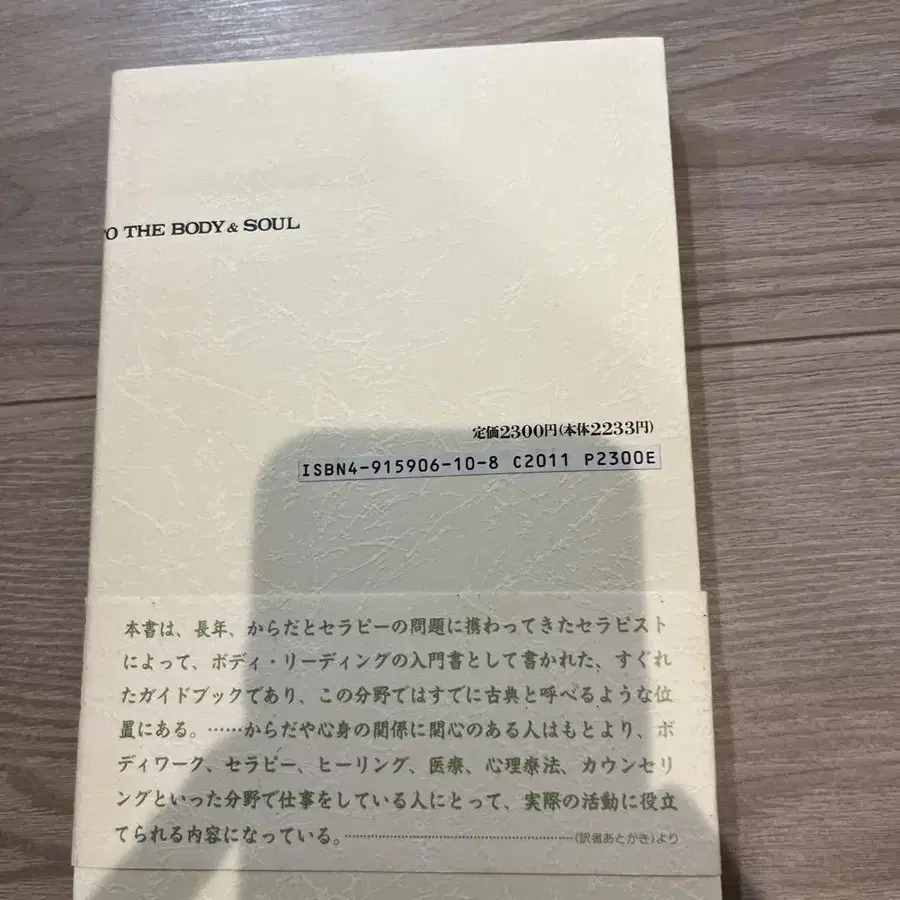 O THE BODY & SOUL
定価2300円(本体2233円)
ISBN4-915906-10-8 C2011 P2300E
本書は、長年、からだとセラピーの問題に携わってきたセラピスト
によって、ボディ・リーディングの入門書として書かれた、すぐれ
たガイドブックであり、この分野ではすでに古典と呼べるような位
置にある。……からだや心身の関係に関心のある人はもとより、ボ
ディワーク、セラピー、ヒーリング、医療、心理療法、カウンセリ
ングといった分野で仕事をしている人にとって、実際の活動に役立
てられる内容になっている。……………………………(訳者あとがき)より